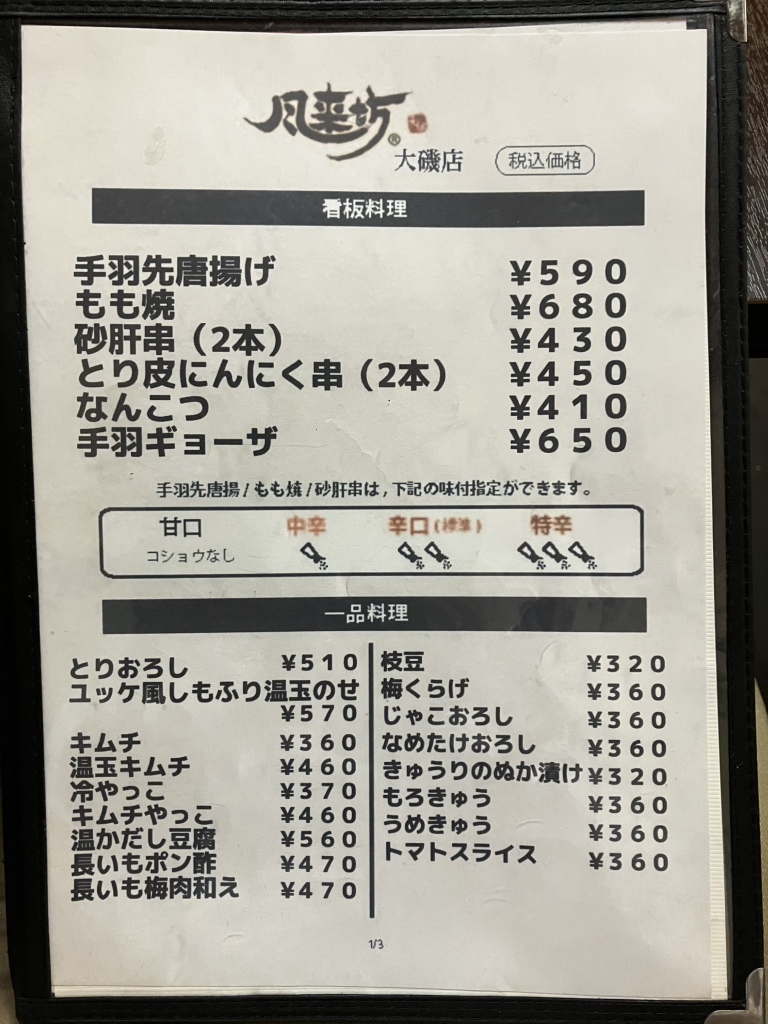 風来坊®
大磯店 税込価格
看板料理
手羽先唐揚げ ¥590
もも焼 ¥680
砂肝串（2本） ¥430
とり皮にんにく串（2本） ¥450
なんこつ ¥410
手羽ギョーザ ¥650
手羽先唐揚/もも焼/砂肝串は,下記の味付指定ができます。
甘口 中辛 辛口(標準) 特辛
コショウなし
一品料理
とりおろし ¥510
ユッケ風しもふり温玉のせ
¥570
キムチ ¥360
温玉キムチ ¥460
冷やっこ ¥370
キムチやっこ ¥460
温かだし豆腐 ¥560
長いもポン酢 ¥470
長いも梅肉和え ¥470
枝豆 ¥320
梅くらげ ¥360
じゃこおろし ¥360
なめたけおろし ¥360
きゅうりのぬか漬け ¥320
もろきゅう ¥360
うめきゅう ¥360
トマトスライス ¥360
1/3